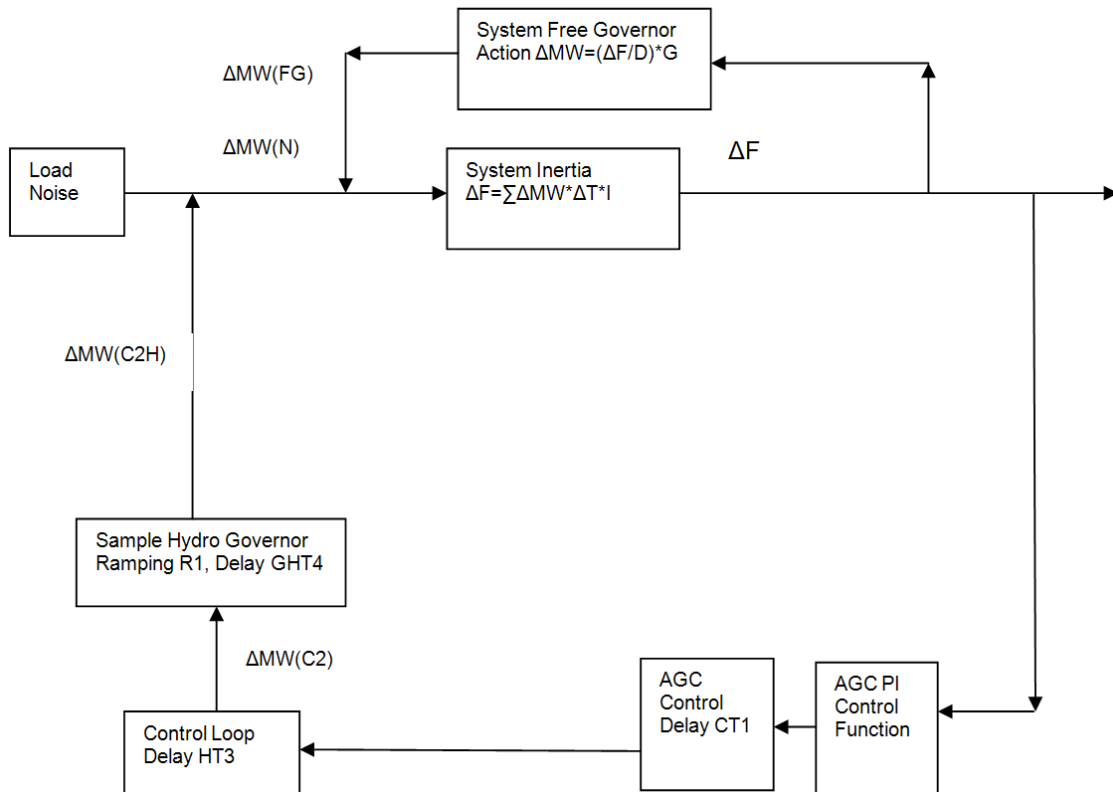 System Free Governor
Action ΔMW=(ΔF/D)*G
ΔMW(FG)
ΔMW(N)
ΔF
Load
Noise
System Inertia
ΔF=∑ΔMW*ΔT*I
ΔMW(C2H)
Sample Hydro Governor
Ramping R1, Delay GHT4
ΔMW(C2)
AGC
Control
Delay CT1
AGC PI
Control
Function
Control Loop
Delay HT3